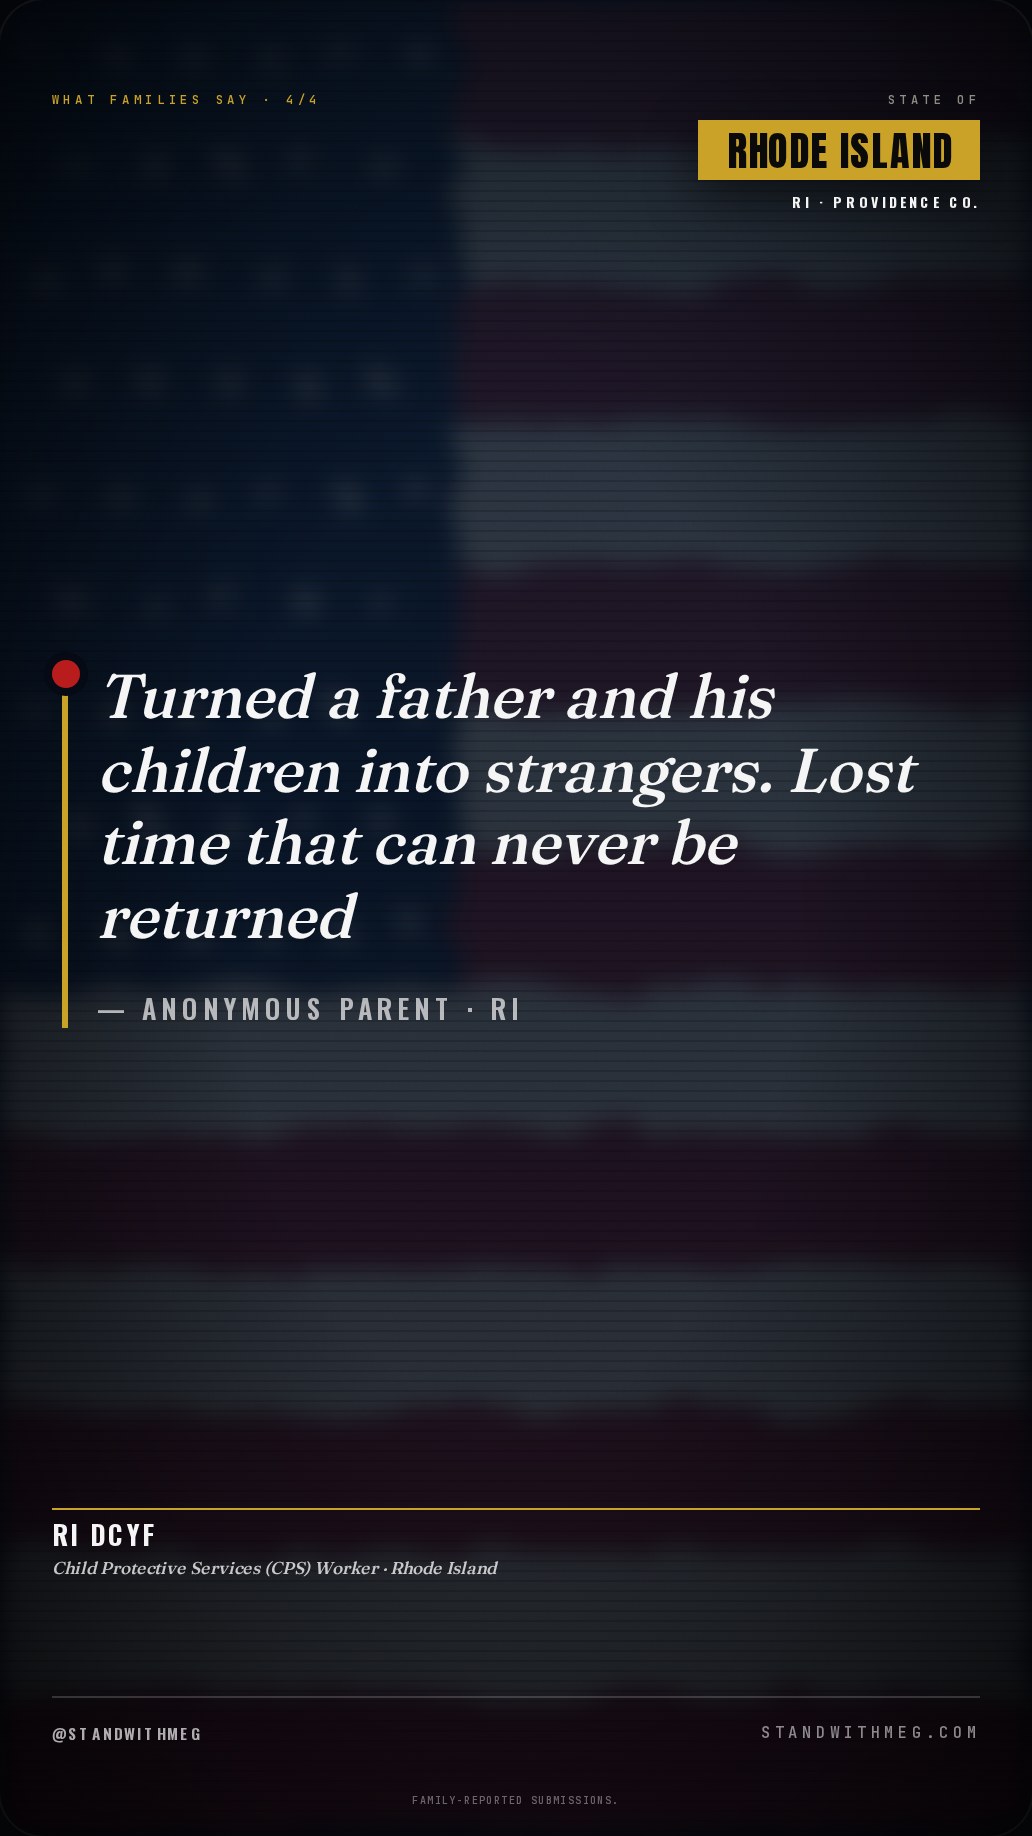 WHAT FAMILIES SAY · 4/4
STATE OF
RHODE ISLAND
RI · PROVIDENCE CO.
Turned a father and his
children into strangers. Lost
time that can never be
returned
— ANONYMOUS PARENT · RI
RI DCYF
Child Protective Services (CPS) Worker · Rhode Island
@STANDWITHMEG
STANDWITHMEG.COM
FAMILY-REPORTED SUBMISSIONS.